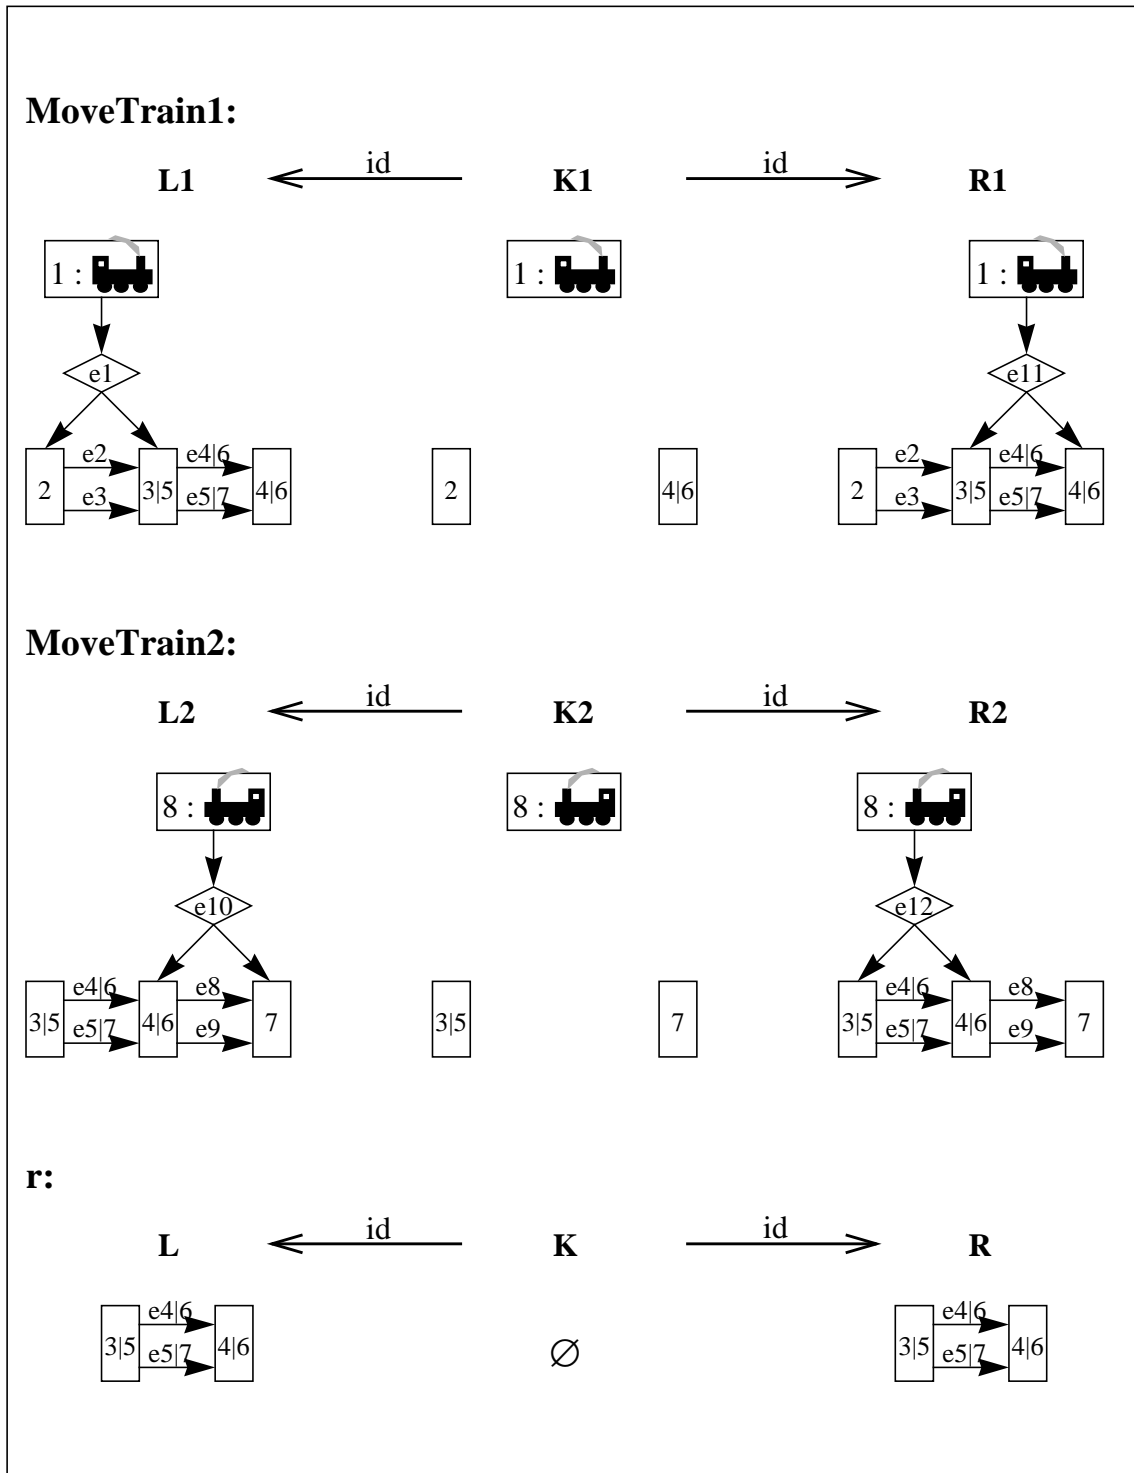 MoveTrain1:
id id
L1 K1 R1
1 : 1 : 1 :
e1 e11
e2 e4|6 e2 e4|6
2 3|5 4|6 2 4|6 2 3|5 4|6
e3 e5|7 e3 e5|7
MoveTrain2:
id id
L2 K2 R2
8 : 8 : 8 :
e10 e12
e4|6 e8 e4|6 e8
3|5 4|6 7 3|5 7 3|5 4|6 7
e5|7 e9 e5|7 e9
r:
id id
L K R
e4|6 e4|6
3|5 4|6 ∅ 3|5 4|6
e5|7 e5|7